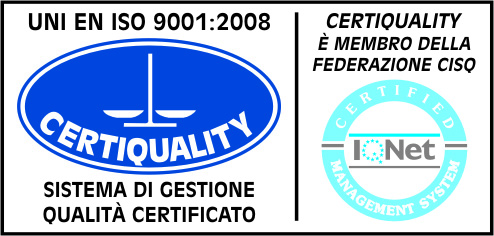 UNI EN ISO 9001:2008
CERTIQUALITY
SISTEMA DI GESTIONE
QUALITÀ CERTIFICATO
CERTIQUALITY
È MEMBRO DELLA
FEDERAZIONE CISQ
CERTIFIED
IQNet
MANAGEMENT SYSTEM